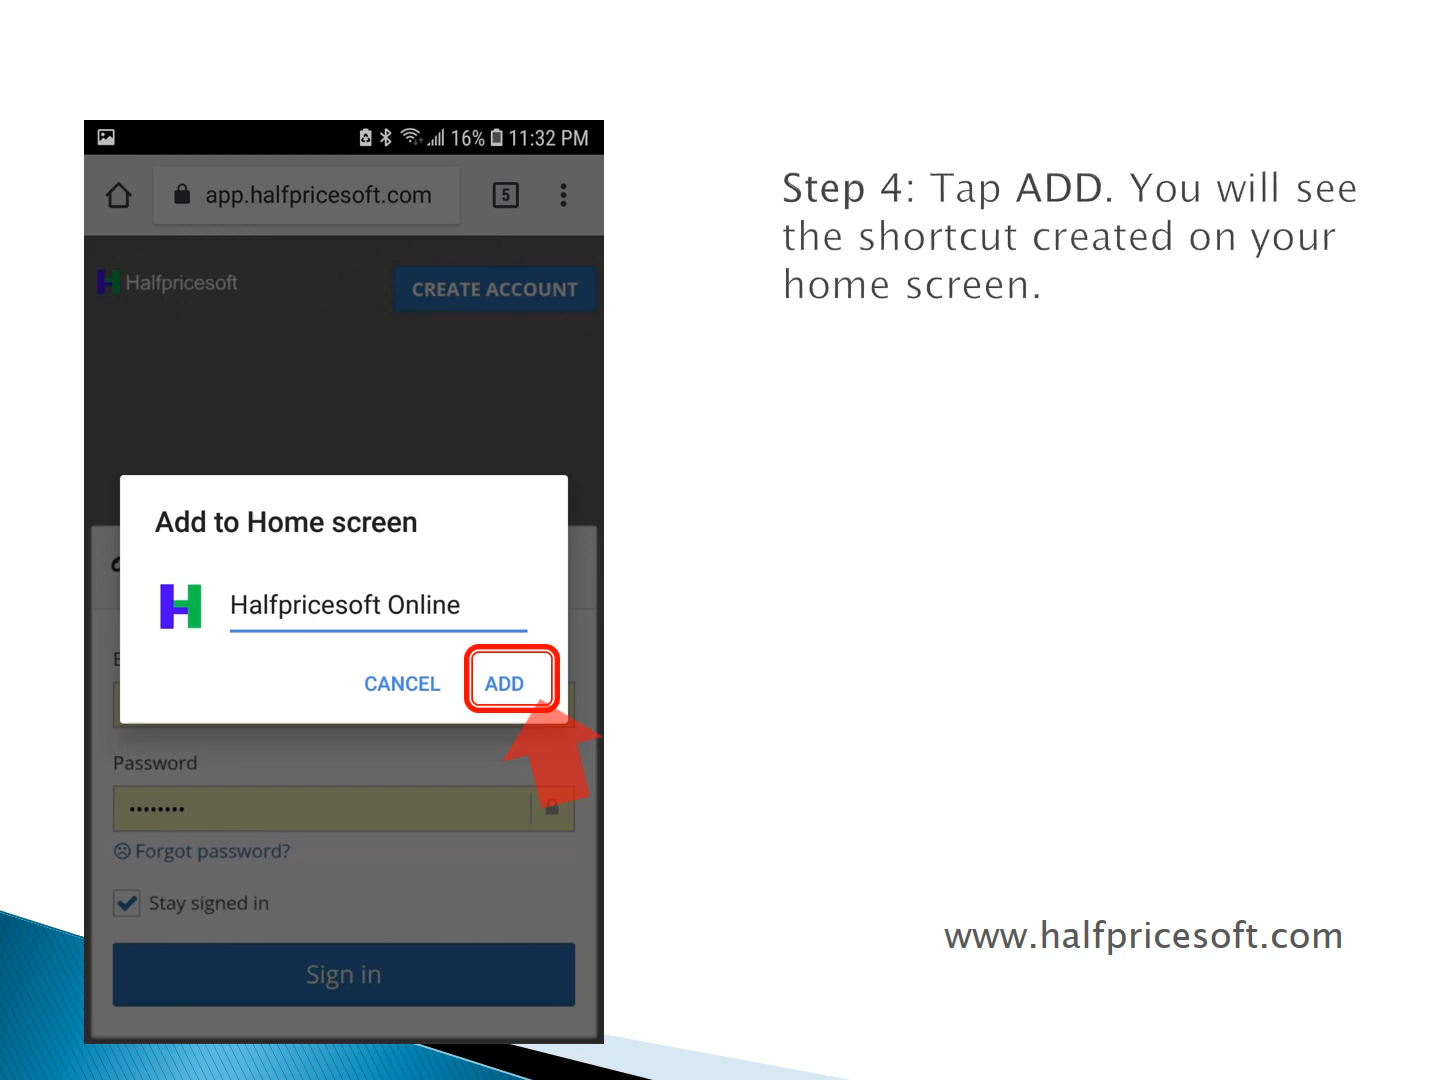 16% 11:32 PM
app.halfpricesoft.com 5
Halfpricesoft
CREATE ACCOUNT
Add to Home screen
Halfpricesoft Online
CANCEL ADD
Password
••••••••
Forgot password?
Stay signed in
Sign in
Step 4: Tap ADD. You will see
the shortcut created on your
home screen.
www.halfpricesoft.com